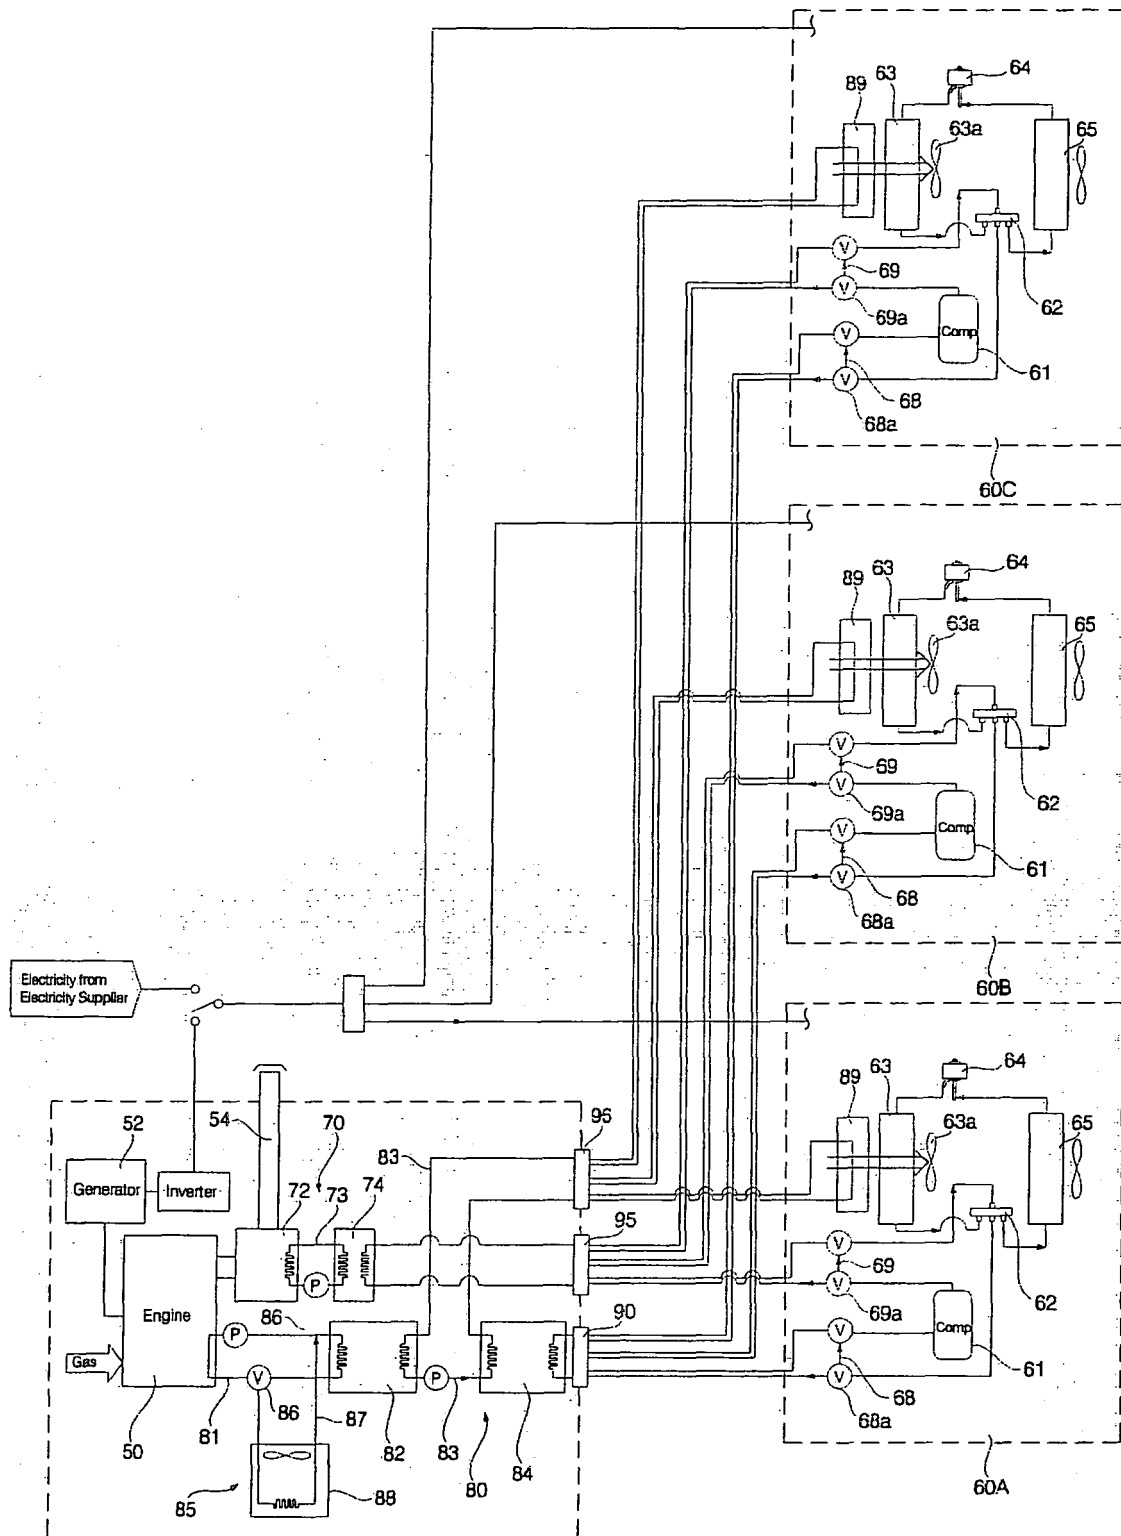 64
63
89
63a
65
V
69
V
69a
62
Comp
V
61
68
V
68a
60C
64
63
89
63a
65
V
69
V
69a
62
Comp
V
61
68
V
68a
60B
Electricity from
Electricity Supplier
64
63
89
63a
65
V
69
V
69a
62
Comp
V
61
68
V
68a
60A
52
54
70
83
96
Generator
Inverter
72
73
74
95
P
Engine
86
90
P
Gas
V
P
50
81
86
87
82
83
84
80
85
88